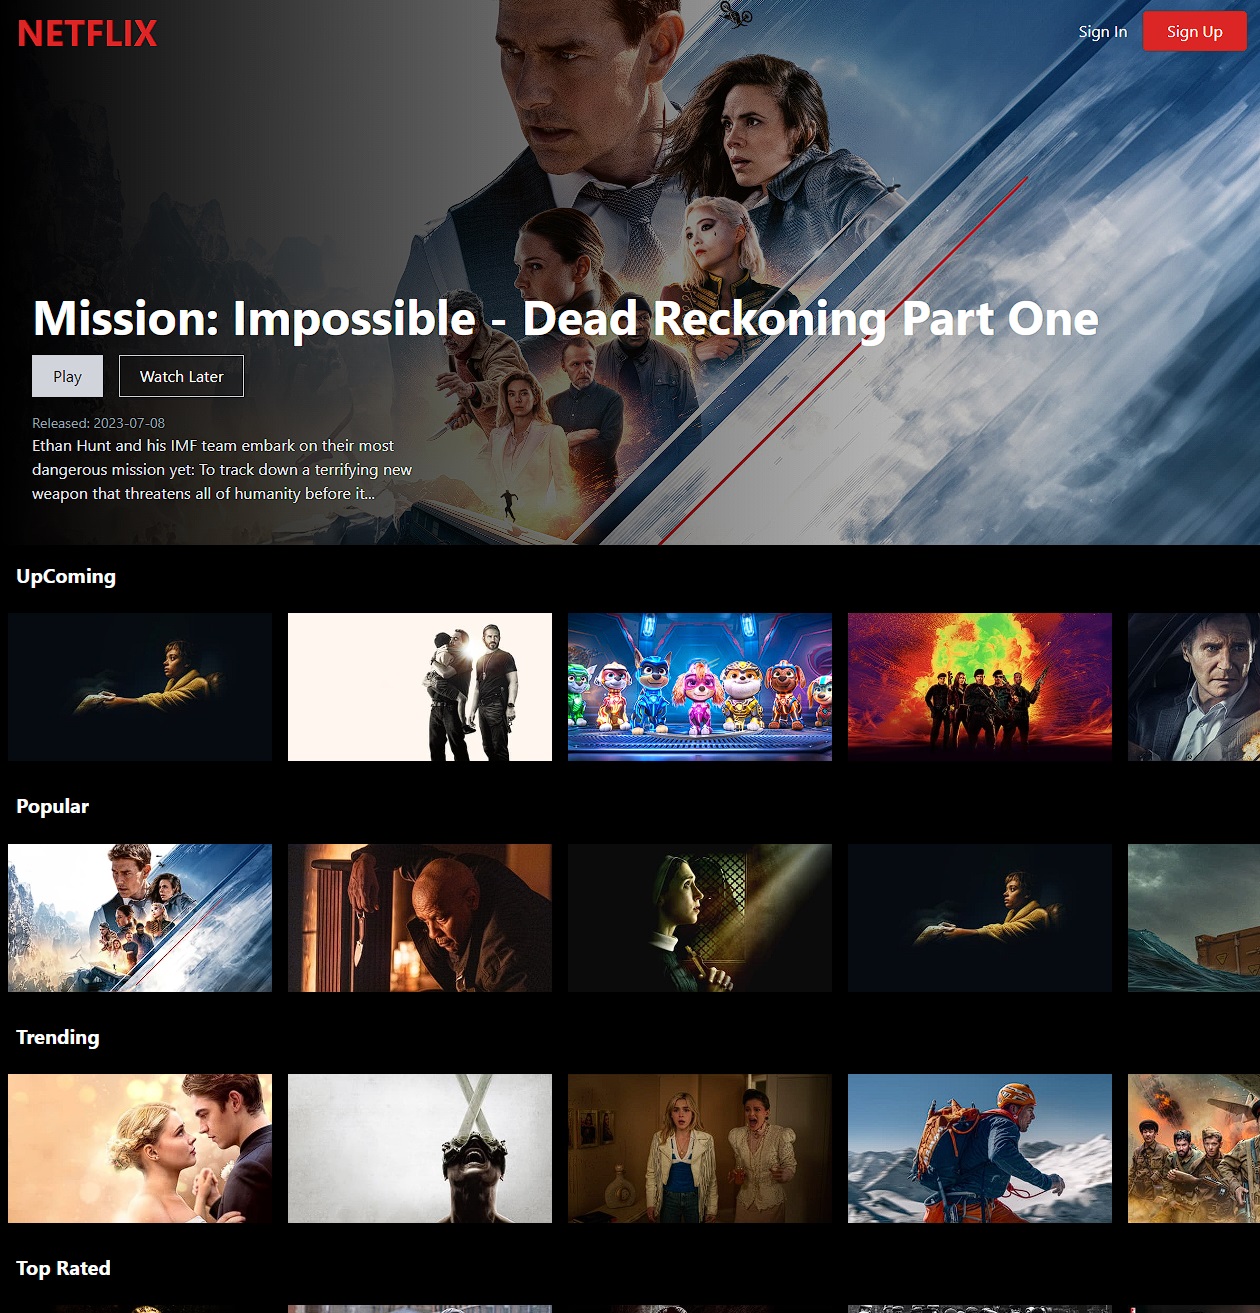 NETFLIX
Sign In
Sign Up
Mission: Impossible - Dead Reckoning Part One
Play
Watch Later
Released: 2023-07-08
Ethan Hunt and his IMF team embark on their most
dangerous mission yet: To track down a terrifying new
weapon that threatens all of humanity before it...
UpComing
Popular
Trending
Top Rated